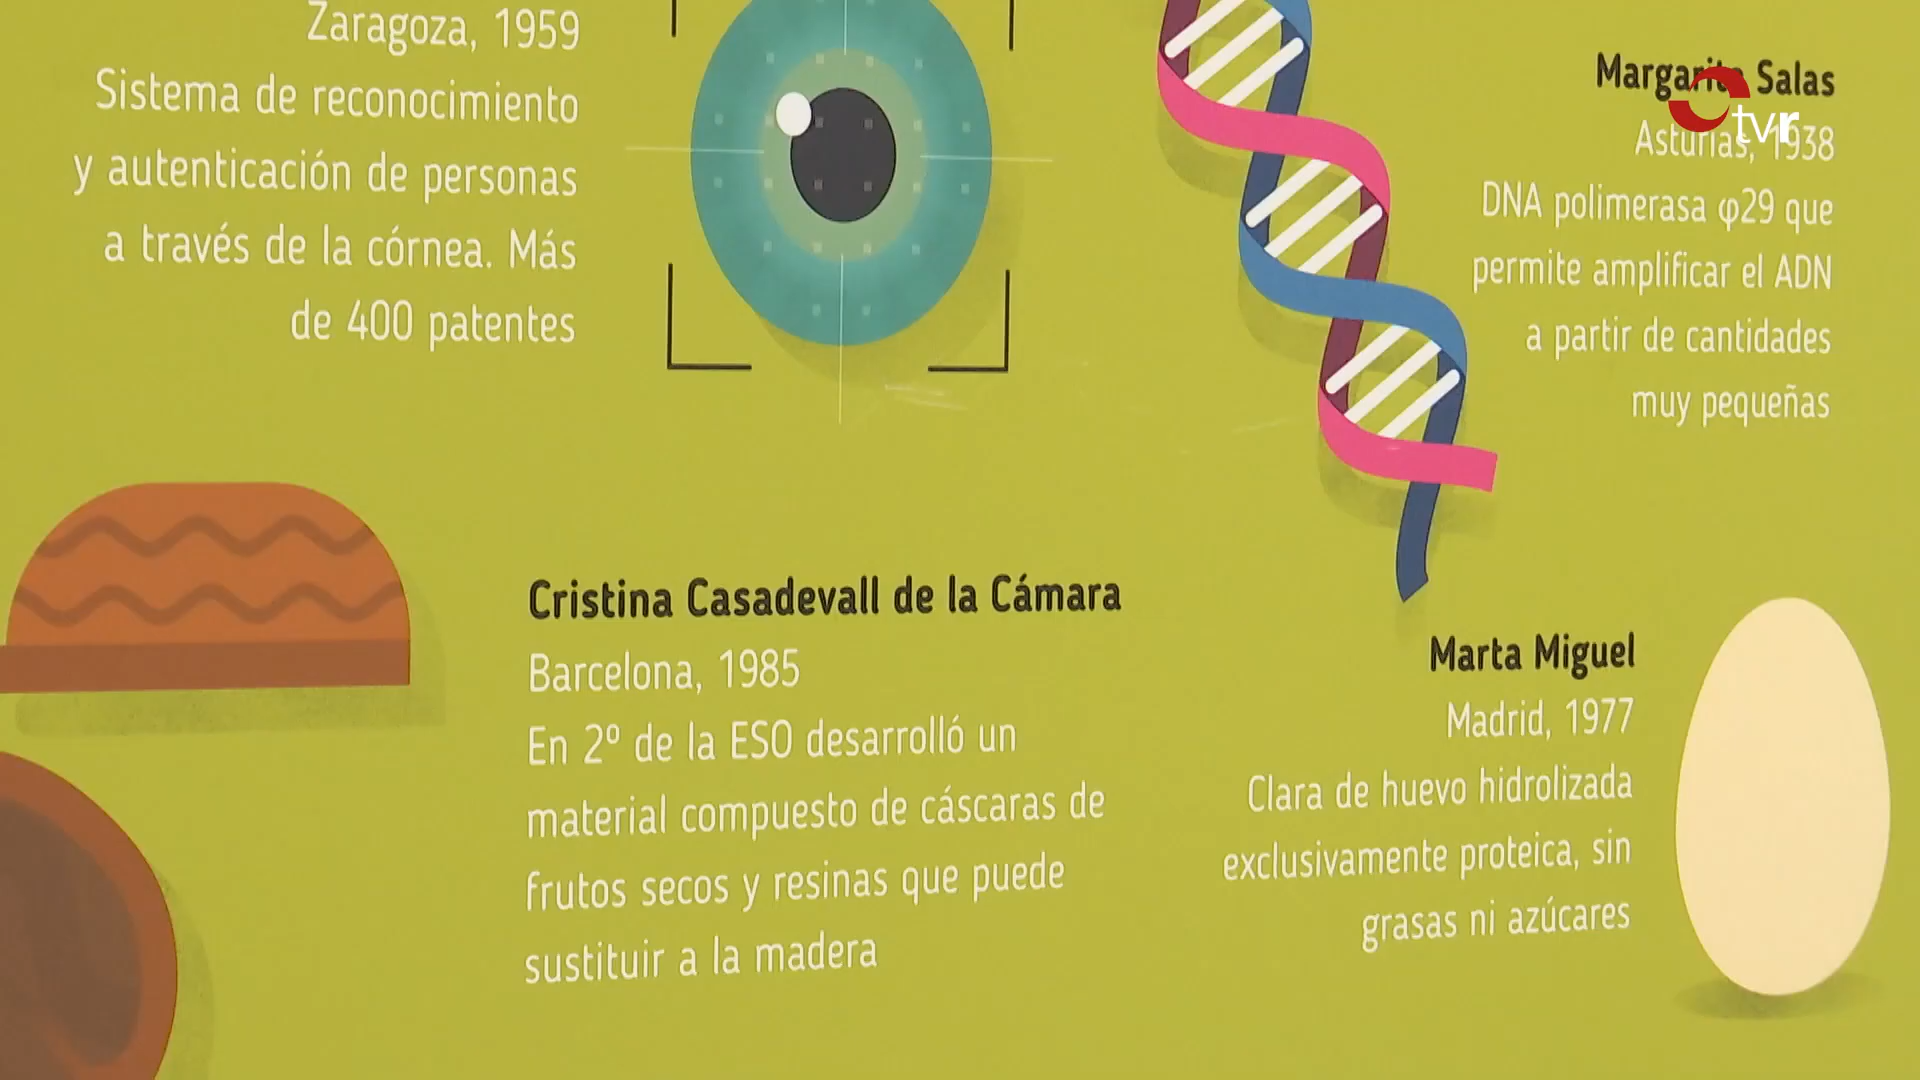 Zaragoza, 1959
Sistema de reconocimiento
y autenticación de personas
a través de la córnea. Más
de 400 patentes
Margarita Salas
Asturias, 1938
DNA polimerasa φ29 que
permite amplificar el ADN
a partir de cantidades
muy pequeñas
tvr
Cristina Casadevall de la Cámara
Barcelona, 1985
En 2º de la ESO desarrolló un
material compuesto de cáscaras de
frutos secos y resinas que puede
sustituir a la madera
Marta Miguel
Madrid, 1977
Clara de huevo hidrolizada
exclusivamente proteica, sin
grasas ni azúcares